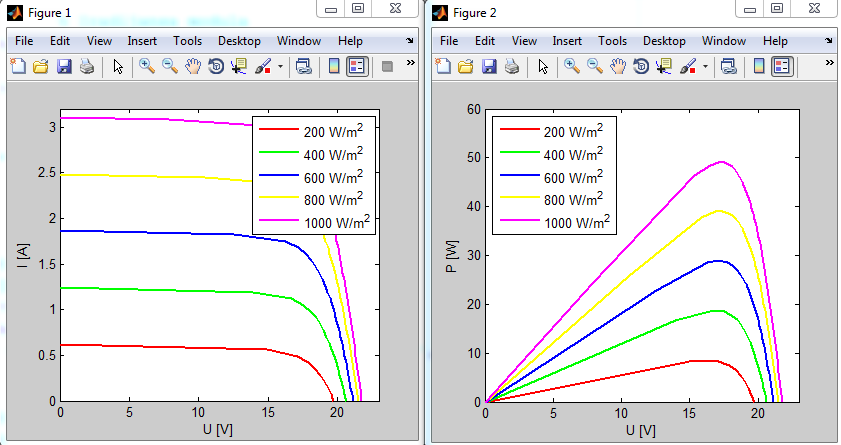 Figure 1
File Edit View Insert Tools Desktop Window Help
3
2.5
2
1.5
1
0.5
0
I [A]
0 5 10 15 20
U [V]
200 W/m2
400 W/m2
600 W/m2
800 W/m2
1000 W/m2
Figure 2
File Edit View Insert Tools Desktop Window Help
60
50
40
30
20
10
0
P [W]
0 5 10 15 20
U [V]
200 W/m2
400 W/m2
600 W/m2
800 W/m2
1000 W/m2